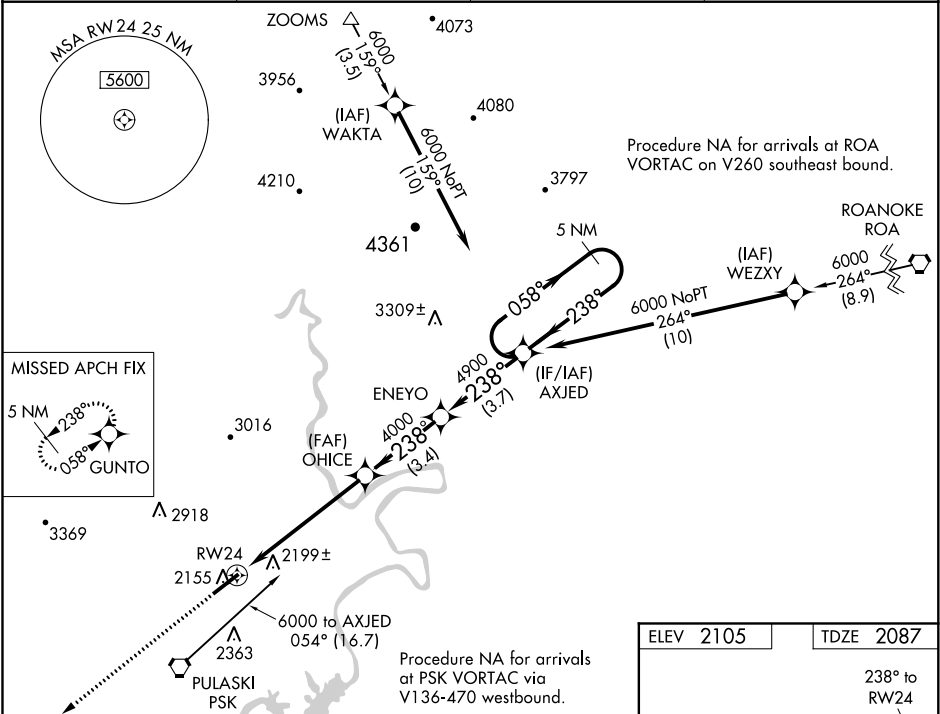 MSA RW 24 25 NM
5600
ZOOMS
4073
6000
159°
(3.5)
3956
(IAF)
WAKTA
4080
6000 NoPT
159°
(10)
Procedure NA for arrivals at ROA
VORTAC on V260 southeast bound.
4210
3797
4361
5 NM
ROANOKE
ROA
(IAF)
WEZXY
6000
264°
(8.9)
058°
238°
6000 NoPT
264°
(10)
3309±
(IF/IAF)
AXJED
4900
238°
(3.7)
MISSED APCH FIX
5 NM
238°
058°
GUNTO
ENEYO
4000
238°
(3.4)
3016
(FAF)
OHICE
2918
3369
RW24
2199±
2155
6000 to AXJED
054° (16.7)
2363
PULASKI
PSK
Procedure NA for arrivals
at PSK VORTAC via
V136-470 westbound.
ELEV 2105
TDZE 2087
238° to
RW24